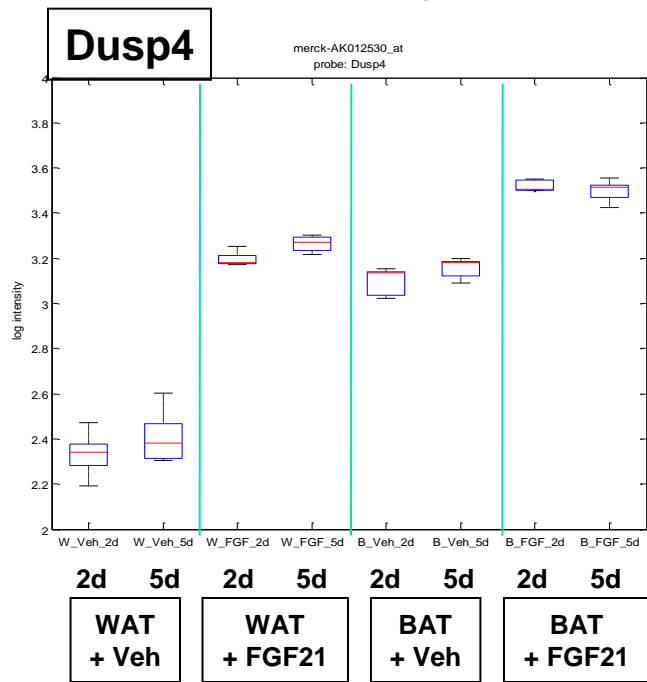 Dusp4
merck-AK012530_at
probe: Dusp4
4
3.8
3.6
3.4
3.2
3
2.8
2.6
2.4
2.2
2
log intensity
W_Veh_2d W_Veh_5d W_FGF_2d W_FGF_5d B_Veh_2d B_Veh_5d B_FGF_2d B_FGF_5d
2d 5d 2d 5d 2d 5d 2d 5d
WAT WAT BAT BAT
+ Veh + FGF21 + Veh + FGF21